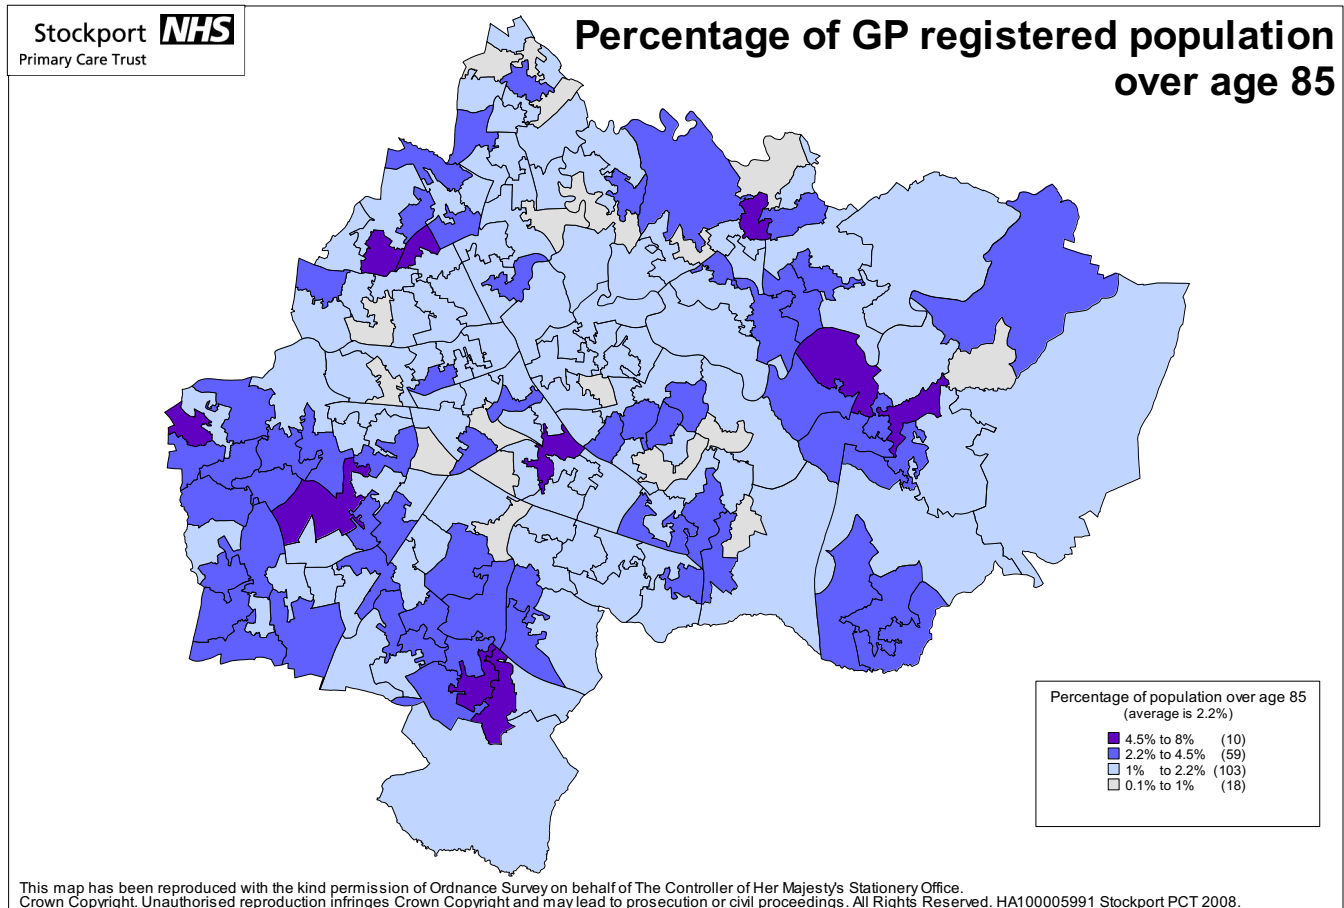 Stockport NHS
Primary Care Trust
Percentage of GP registered population
over age 85
Percentage of population over age 85
(average is 2.2%)
4.5% to 8% (10)
2.2% to 4.5% (59)
1% to 2.2% (103)
0.1% to 1% (18)
This map has been reproduced with the kind permission of Ordnance Survey on behalf of The Controller of Her Majesty's Stationery Office.
Crown Copyright. Unauthorised reproduction infringes Crown Copyright and may lead to prosecution or civil proceedings. All Rights Reserved. HA100005991 Stockport PCT 2008.